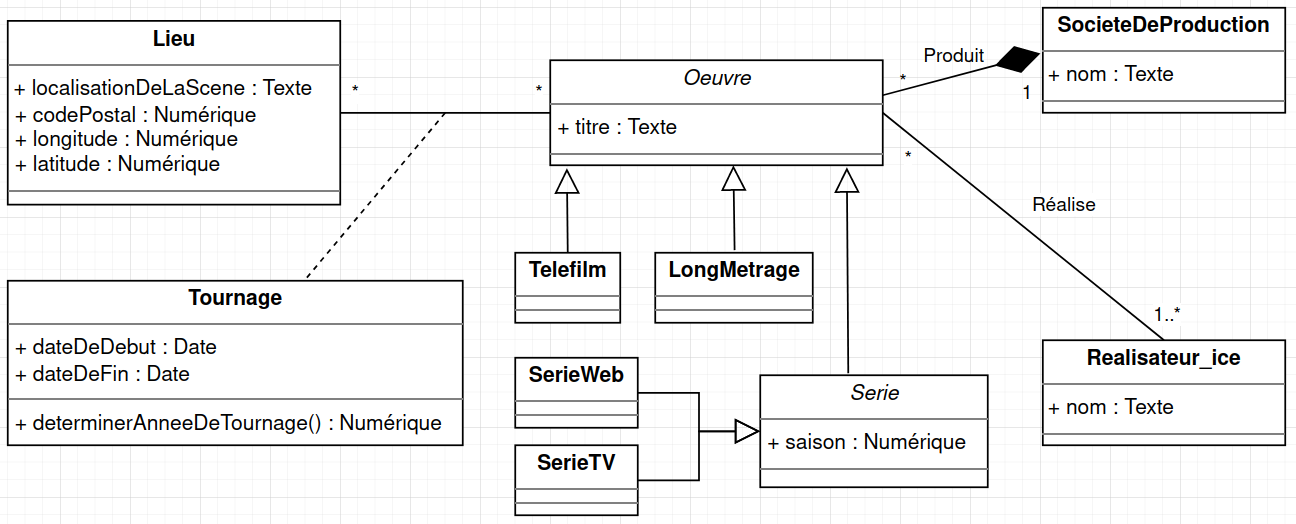 Lieu
+ localisationDeLaScene : Texte
+ codePostal : Numérique
+ longitude : Numérique
+ latitude : Numérique
*
*
Oeuvre
+ titre : Texte
*
Produit
1
SocieteDeProduction
+ nom : Texte
*
Réalise
1..*
Realisateur_ice
+ nom : Texte
Tournage
+ dateDeDebut : Date
+ dateDeFin : Date
+ determinerAnneeDeTournage() : Numérique
Telefilm
LongMetrage
SerieWeb
SerieTV
Serie
+ saison : Numérique